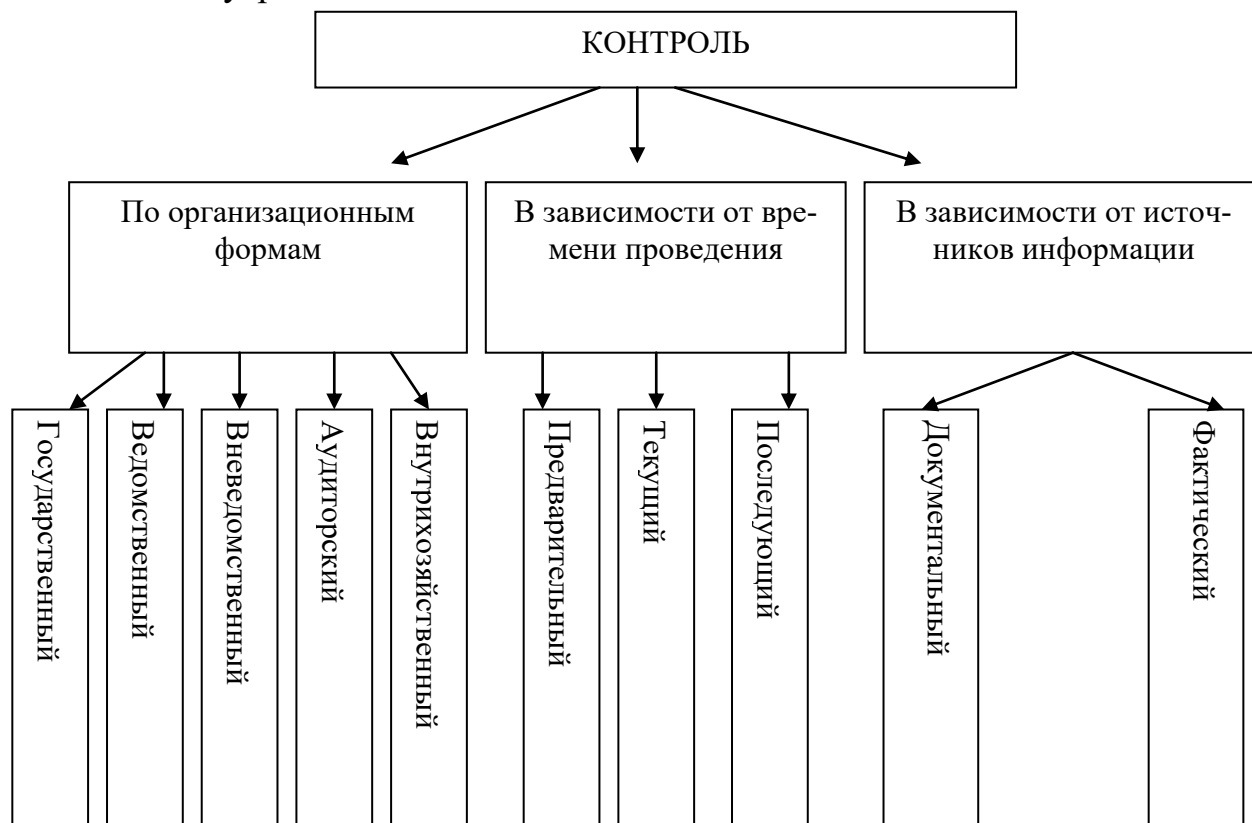 КОНТРОЛЬ
По организационным
формам
В зависимости от вре-
мени проведения
В зависимости от источ-
ников информации
Государственный
Ведомственный
Вневедомственный
Аудиторский
Внутрихозяйственный
Предварительный
Текущий
Последующий
Документальный
Фактический